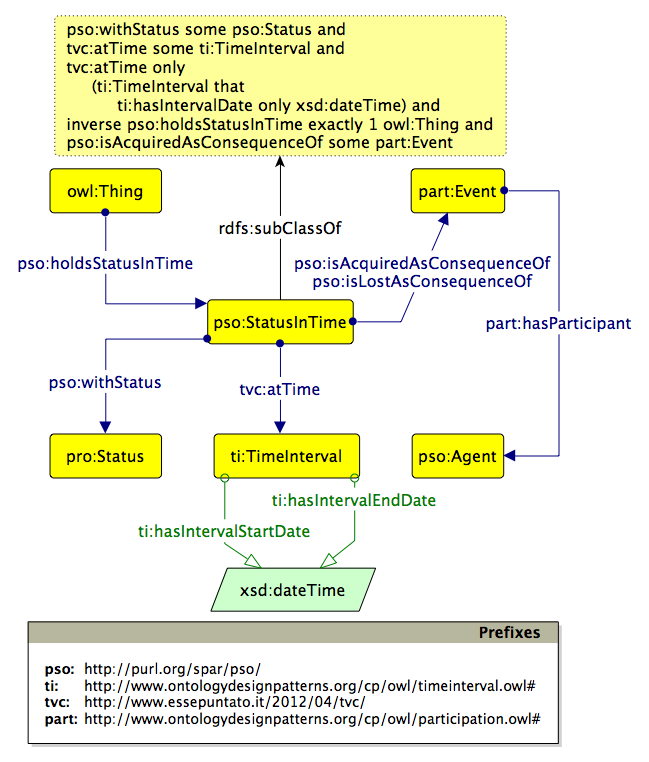 pso:withStatus some pso:Status and
tvc:atTime some ti:TimeInterval and
tvc:atTime only
(ti:TimeInterval that
ti:hasIntervalDate only xsd:dateTime) and
inverse pso:holdsStatusInTime exactly 1 owl:Thing and
pso:isAcquiredAsConsequenceOf some part:Event
owl:Thing
part:Event
rdfs:subClassOf
pso:holdsStatusInTime
pso:isAcquiredAsConsequenceOf
pso:isLostAsConsequenceOf
pso:StatusInTime
part:hasParticipant
pso:withStatus
tvc:atTime
pro:Status
ti:TimeInterval
pso:Agent
ti:hasIntervalEndDate
ti:hasIntervalStartDate
xsd:dateTime
Prefixes
pso: http://purl.org/spar/pso/
ti: http://www.ontologydesignpatterns.org/cp/owl/timeinterval.owl#
tvc: http://www.essepuntato.it/2012/04/tvc/
part: http://www.ontologydesignpatterns.org/cp/owl/participation.owl#